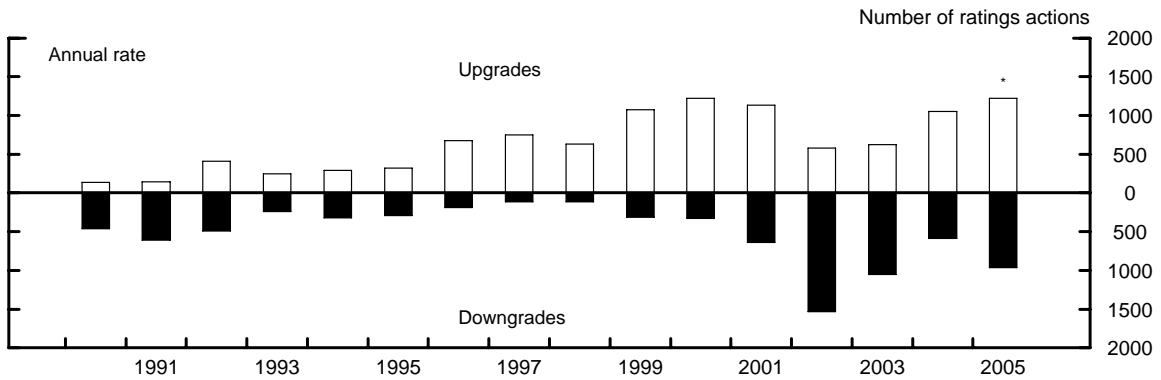 Number of ratings actions
Annual rate
Upgrades
*
2000
1500
1000
500
0
500
1000
1500
2000
Downgrades
1991 1993 1995 1997 1999 2001 2003 2005